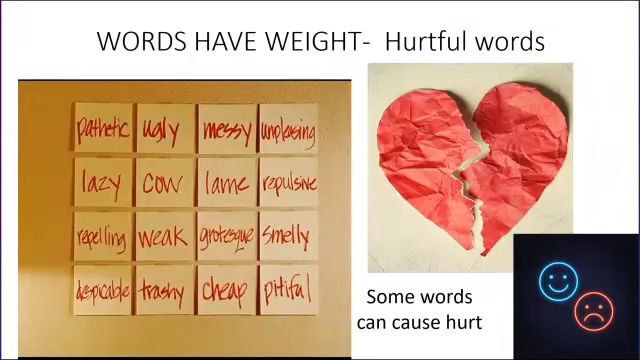 WORDS HAVE WEIGHT- Hurtful words
pathetic ugly messy unpleasing
lazy cow lame repulsive
repelling weak grotesque smelly
despicable trashy cheap pitiful
Some words
can cause hurt